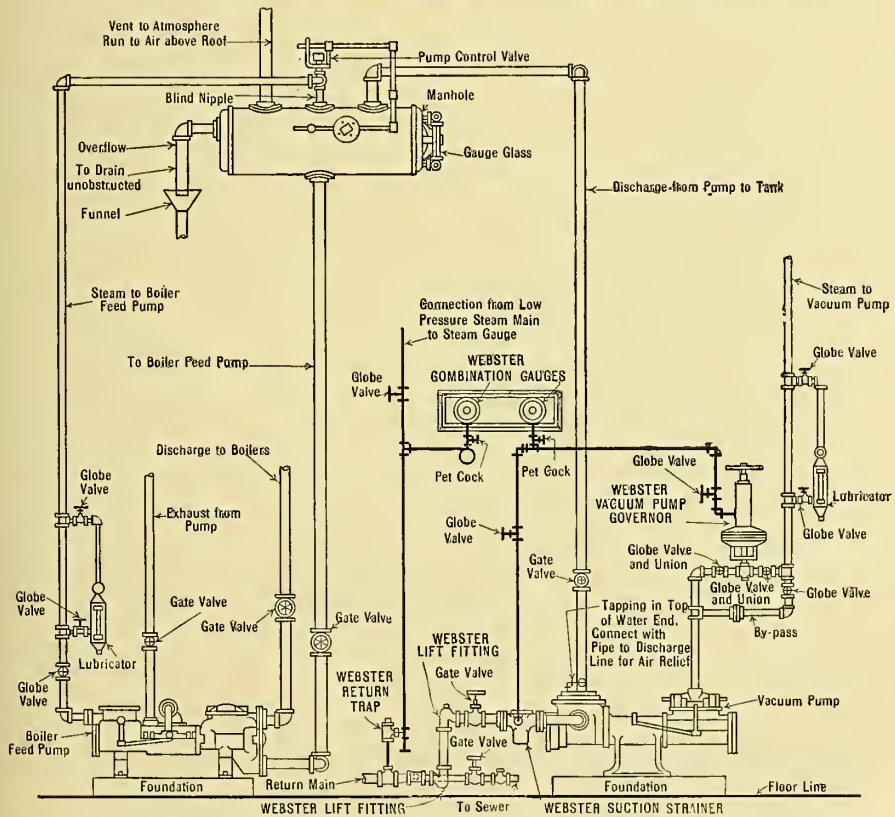 Vent to Atmosphere
Run to Air above Roof
Pump Control Valve
Blind Nipple
Manhole
Overflow
Gauge Glass
To Drain
unobstructed
Funnel
Discharge from Pump to Tank
Steam to Boiler
Feed Pump
Steam to
Vacuum Pump
Connection from Low
Pressure Steam Main
to Steam Gauge
To Boiler Feed Pump
WEBSTER
COMBINATION GAUGES
Globe Valve
Globe
Valve
Discharge to Boilers
Pet Cock
Pet Cock
Globe Valve
Globe
Valve
Exhaust from
Pump
WEBSTER
VACUUM PUMP
GOVERNOR
Lubricator
Globe
Valve
Globe Valve
Gate
Valve
Globe Valve
and Union
Globe Valve
and Union
Globe Valve
Globe
Valve
Gate Valve
Gate Valve
Gate Valve
Tapping in Top
of Water End.
Connect with
Pipe to Discharge
Line for Air Relief
By-pass
Lubricator
WEBSTER
LIFT FITTING
WEBSTER
RETURN
TRAP
Gate Valve
Globe
Valve
Vacuum Pump
Boiler
Feed Pump
Gate Valve
Return Main
Foundation
Foundation
Floor Line
WEBSTER LIFT FITTING
To Sewer
WEBSTER SUCTION STRAINER